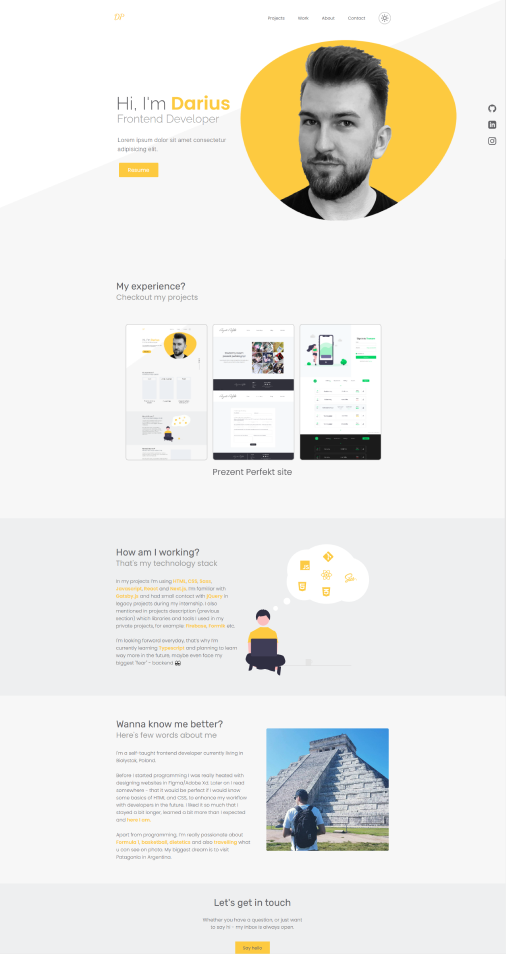 DP
Projects Work About Contact
Hi, I'm Darius
Frontend Developer
Lorem ipsum dolor sit amet consectetur
adipisicing elit.
Resume
My experience?
Checkout my projects
Prezent Perfekt site
How am I working?
That's my technology stack
In my projects I'm using HTML, CSS, Sass,
Javascript, React and Next.js. I'm familiar with
and had small contact with jQuery in
legacy projects during my internship. I also
mentioned in projects description (previous
section) which libraries and tools I used in my
private projects, for example Firebase, Formik etc.
I'm looking forward everyday, that's why I'm
currently learning Typescript and planning to learn
way more in the future, maybe even face my
biggest "fear" - backend
Wanna know me better?
Here's few words about me
I'm a self-taught frontend developer currently living in
Białystok, Poland.
Before I started programming I was really heated with
designing websites in Figma/Adobe Xd. Later on I read
somewhere - that it would be perfect if I would know
some basics of HTML and CSS, to enhance my workflow
with developers in the future. I liked it so much that I
stayed a bit longer, learned a bit more than I expected
and here I am.
Apart from programming, I'm really passionate about
Formula 1, basketball, dietetics and also travelling what
u can see on photo. My biggest dream is to visit
Patagonia in Argentina.
Let's get in touch
Whether you have a question, or just want
to say hi - my inbox is always open.
Say hello